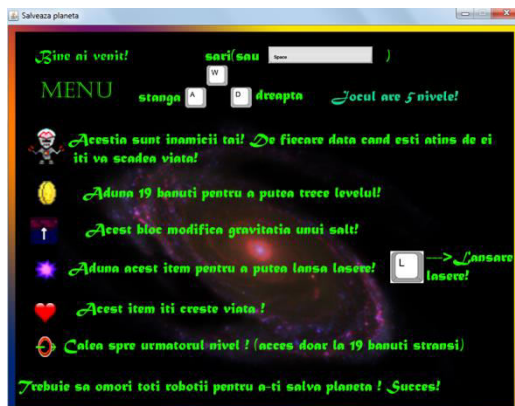 Salveaza planeta
Bine ai venit!
sari(sau Space )
W
MENU
stanga A D dreapta
Jocul are 5 nivele!
Acestia sunt inamicii tai! De fiecare data cand esti atins de ei
iti va scadea viata!
Aduna 19 banuti pentru a putea trece levelul!
Acest bloc modifica gravitatia unui salt!
Aduna acest item pentru a putea lansa lasere!
L --->Lansare
lasere!
Acest item iti creste viata !
Calea spre urmatorul nivel ! (acces doar la 19 banuti stransi)
Trebuie sa omori toti robotii pentru a-ti salva planeta ! Succes!